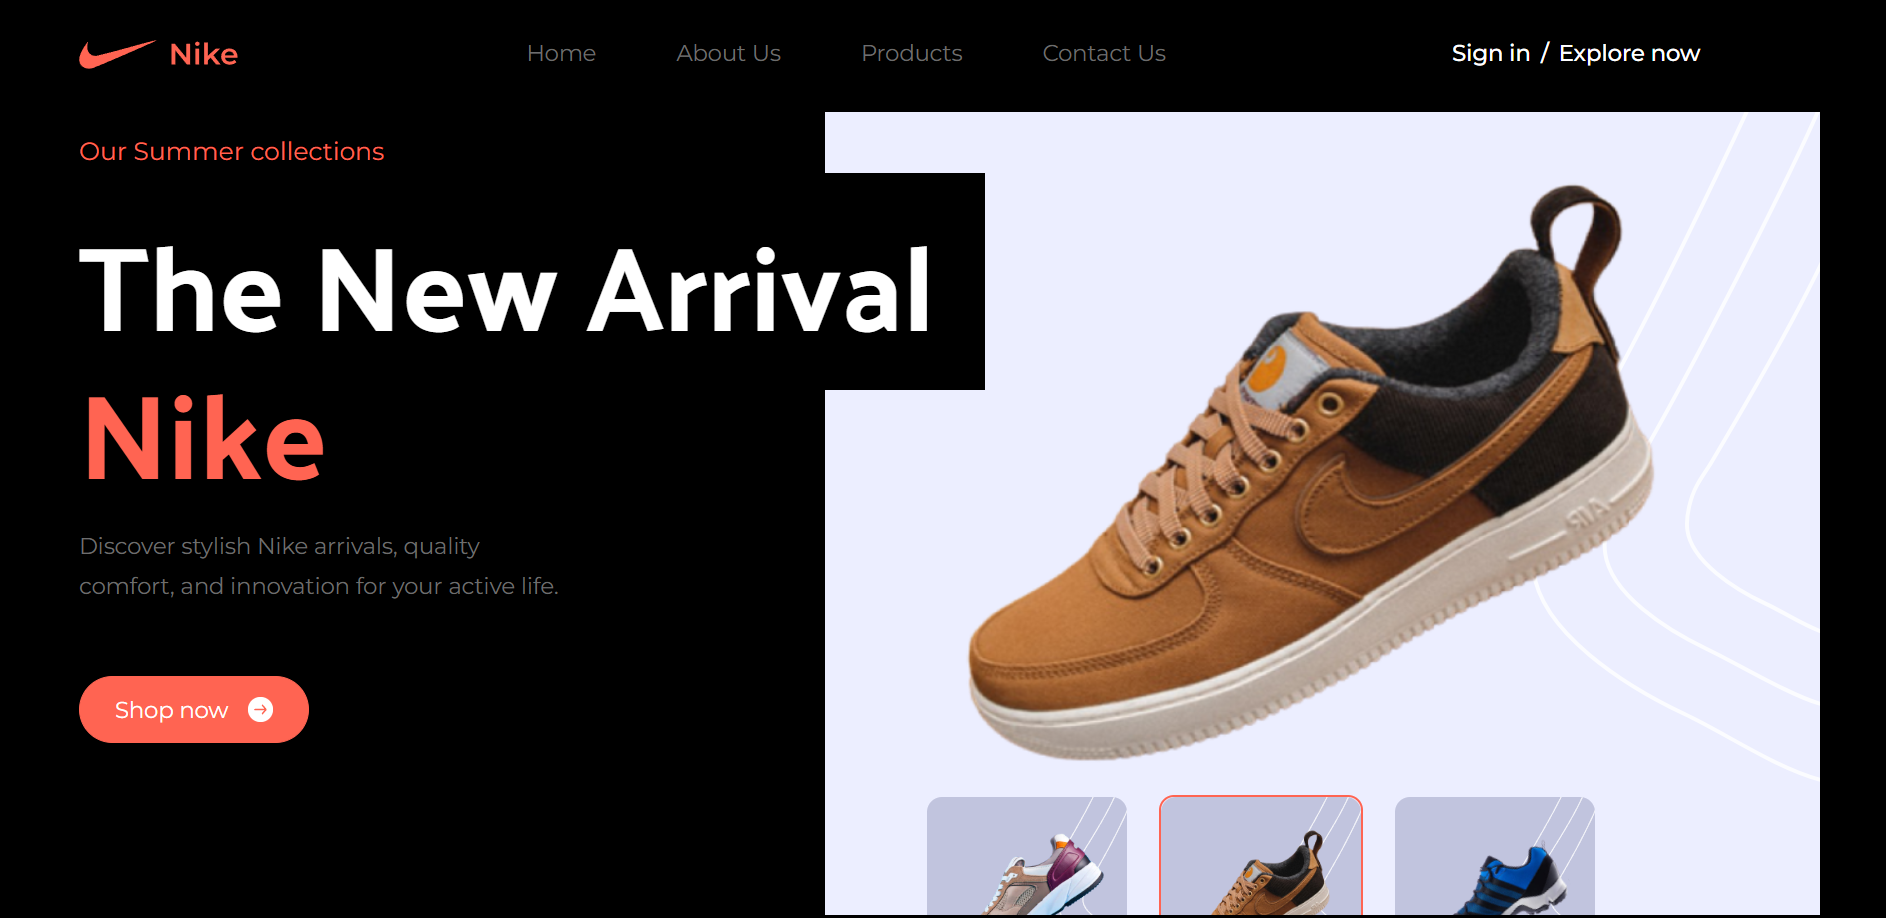 Nike
Home
About Us
Products
Contact Us
Sign in / Explore now
Our Summer collections
The New Arrival
Nike
Discover stylish Nike arrivals, quality
comfort, and innovation for your active life.
Shop now
AIR